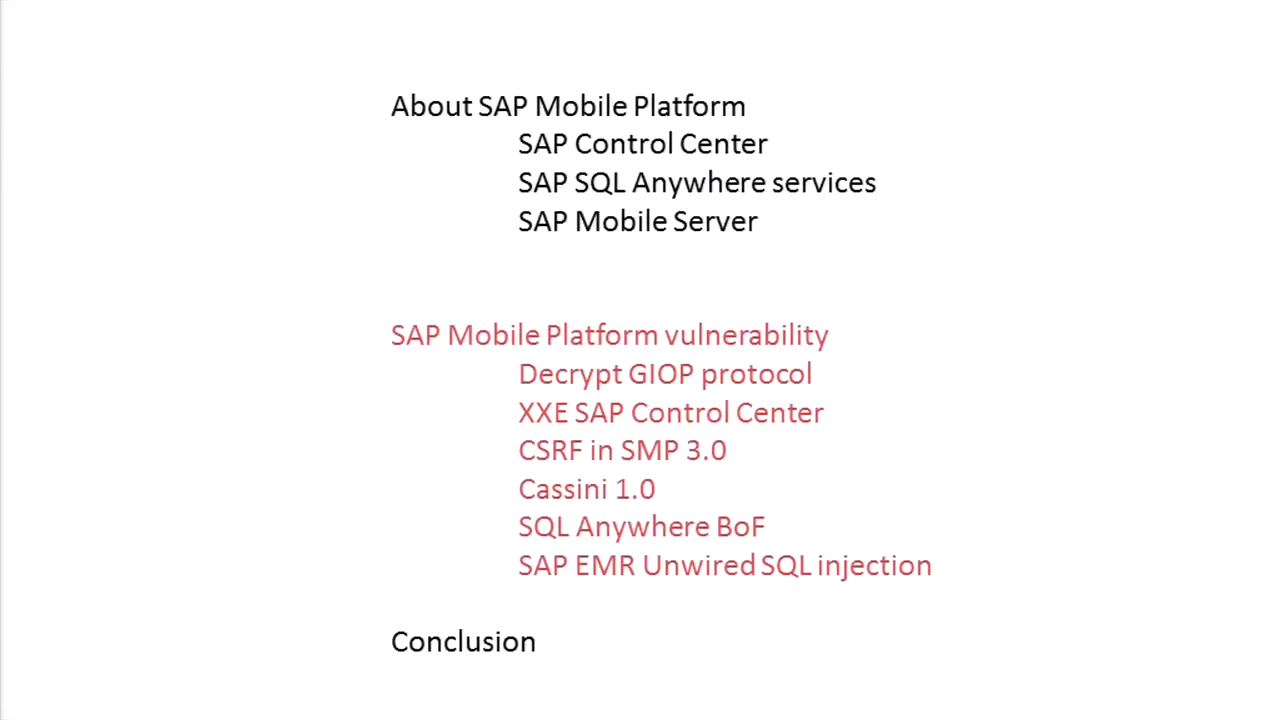 About SAP Mobile Platform
SAP Control Center
SAP SQL Anywhere services
SAP Mobile Server
SAP Mobile Platform vulnerability
Decrypt GIOP protocol
XXE SAP Control Center
CSRF in SMP 3.0
Cassini 1.0
SQL Anywhere BoF
SAP EMR Unwired SQL injection
Conclusion